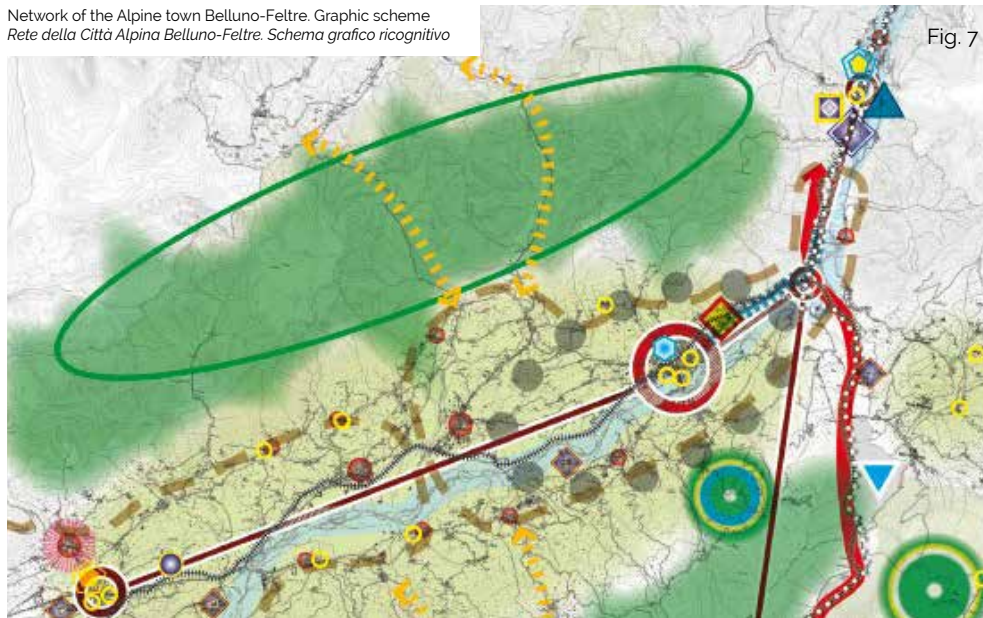 Network of the Alpine town Belluno-Feltre. Graphic scheme
Rete della Città Alpina Belluno-Feltre. Schema grafico ricognitivo
Fig. 7